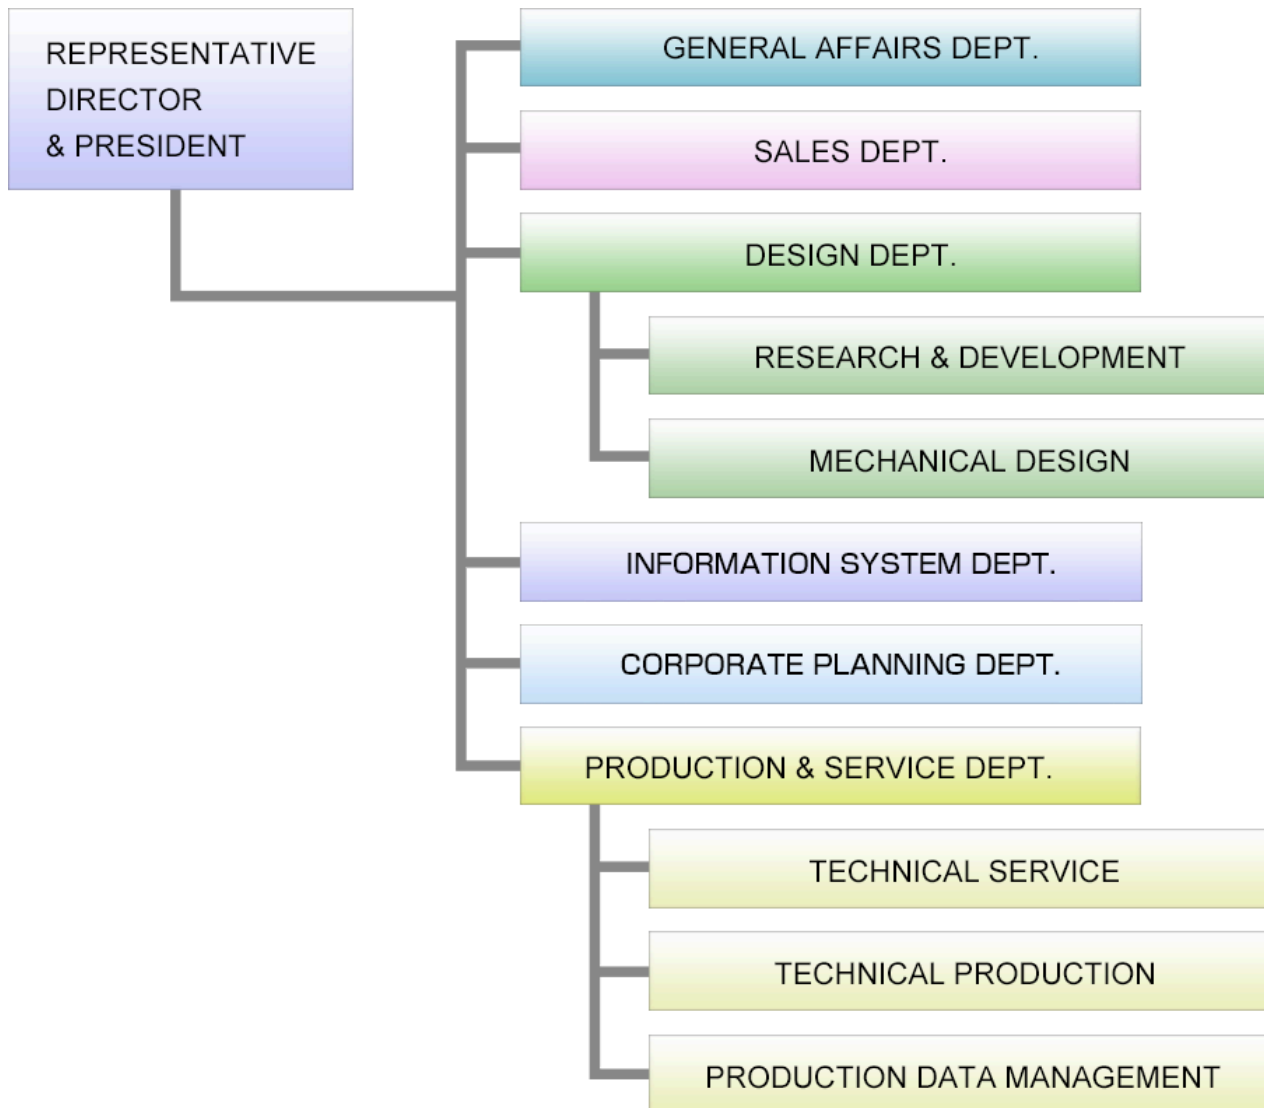 REPRESENTATIVE
DIRECTOR
& PRESIDENT
GENERAL AFFAIRS DEPT.
SALES DEPT.
DESIGN DEPT.
RESEARCH & DEVELOPMENT
MECHANICAL DESIGN
INFORMATION SYSTEM DEPT.
CORPORATE PLANNING DEPT.
PRODUCTION & SERVICE DEPT.
TECHNICAL SERVICE
TECHNICAL PRODUCTION
PRODUCTION DATA MANAGEMENT